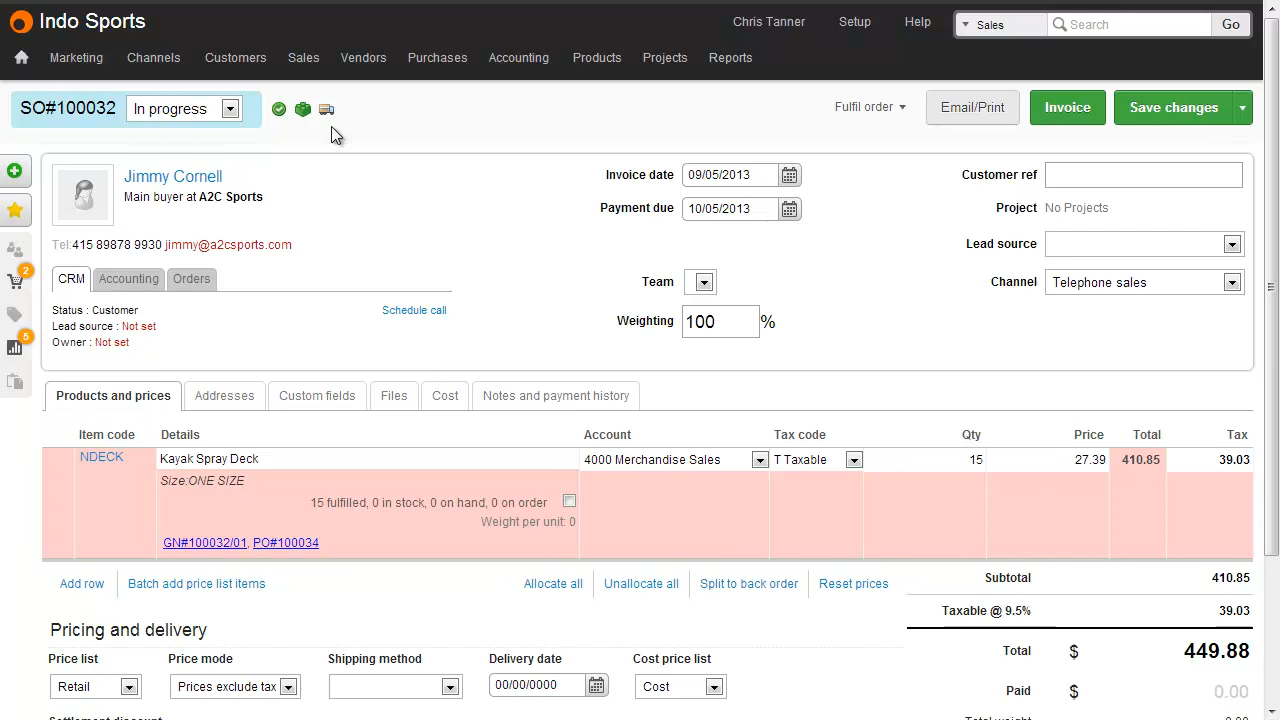 Indo Sports
Chris Tanner Setup Help Sales Search Go
Marketing Channels Customers Sales Vendors Purchases Accounting Products Projects Reports
SO#100032 In progress Fulfil order Email/Print Invoice Save changes
Jimmy Cornell
Main buyer at A2C Sports
Tel:415 89878 9930 jimmy@a2csports.com
CRM Accounting Orders
Status : Customer Schedule call
Lead source : Not set
Owner : Not set
Invoice date 09/05/2013
Payment due 10/05/2013
Team
Weighting 100 %
Customer ref
Project No Projects
Lead source
Channel Telephone sales
2
5
Products and prices Addresses Custom fields Files Cost Notes and payment history
Item code Details Account Tax code Qty Price Total Tax
NDECK Kayak Spray Deck 4000 Merchandise Sales T Taxable 15 27.39 410.85 39.03
Size:ONE SIZE
15 fulfilled, 0 in stock, 0 on hand, 0 on order
Weight per unit: 0
GN#100032/01, PO#100034
Add row Batch add price list items Allocate all Unallocate all Split to back order Reset prices
Subtotal 410.85
Taxable @ 9.5% 39.03
Total $ 449.88
Paid $ 0.00
Pricing and delivery
Price list Price mode Shipping method Delivery date Cost price list
Retail Prices exclude tax 00/00/0000 Cost
Settlement discount
Total weight